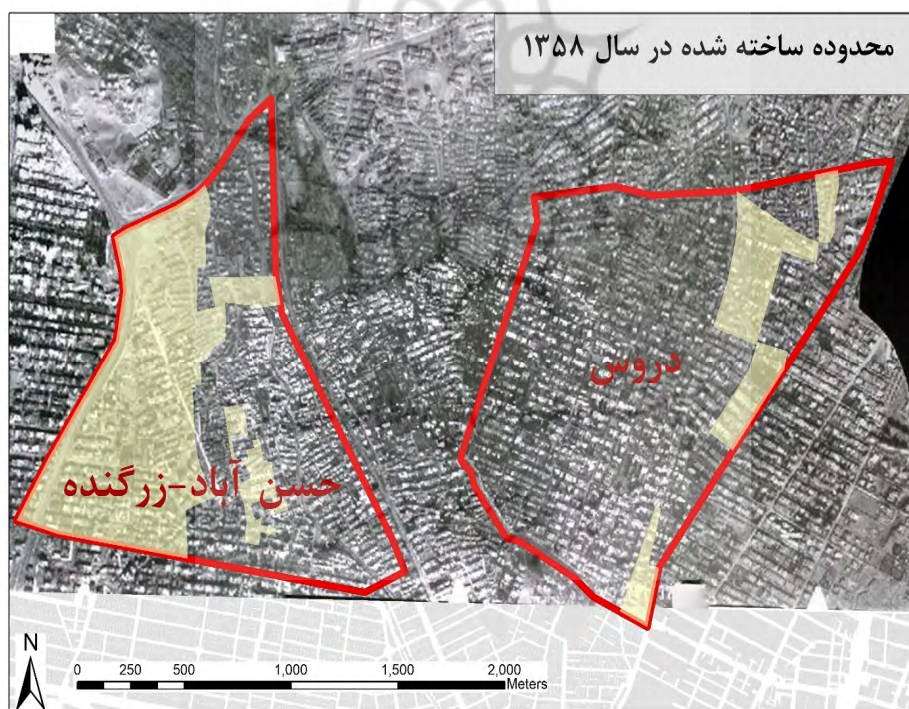 محدوده ساخته شده در سال ۱۳۵۸
دروس
حسن آباد-زرگنده
N
0 250 500 1,000 1,500 2,000
Meters